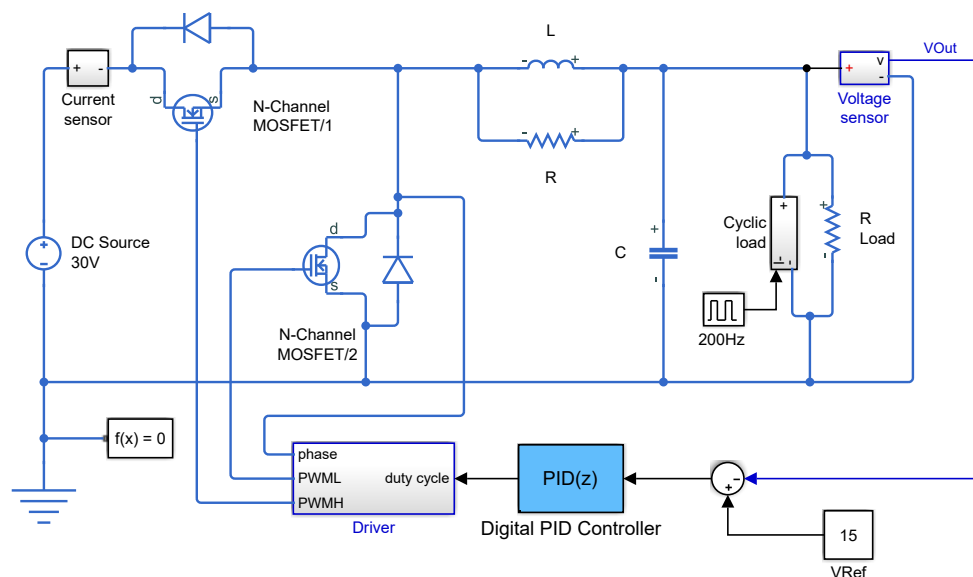 L
VOut
+ -
Current
sensor
d
s
N-Channel
MOSFET/1
- +
v
+
-
Voltage
sensor
- +
R
DC Source
30V
+
-
d
s
N-Channel
MOSFET/2
C
+
-
Cyclic
load
+
-
+
-
R
Load
200Hz
f(x) = 0
phase
PWML
PWMH
duty cycle
Driver
PID(z)
Digital PID Controller
-
+
15
VRef